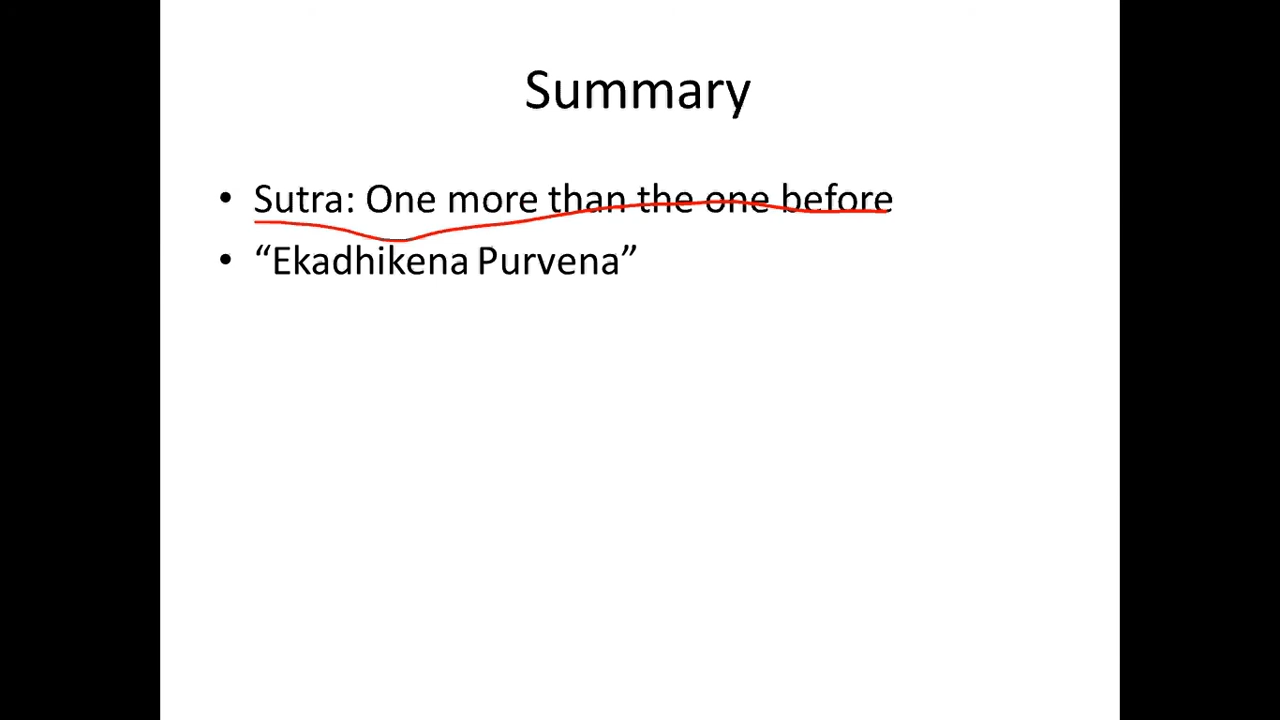 Summary
• Sutra: One more than the one before
• “Ekadhikena Purvena”